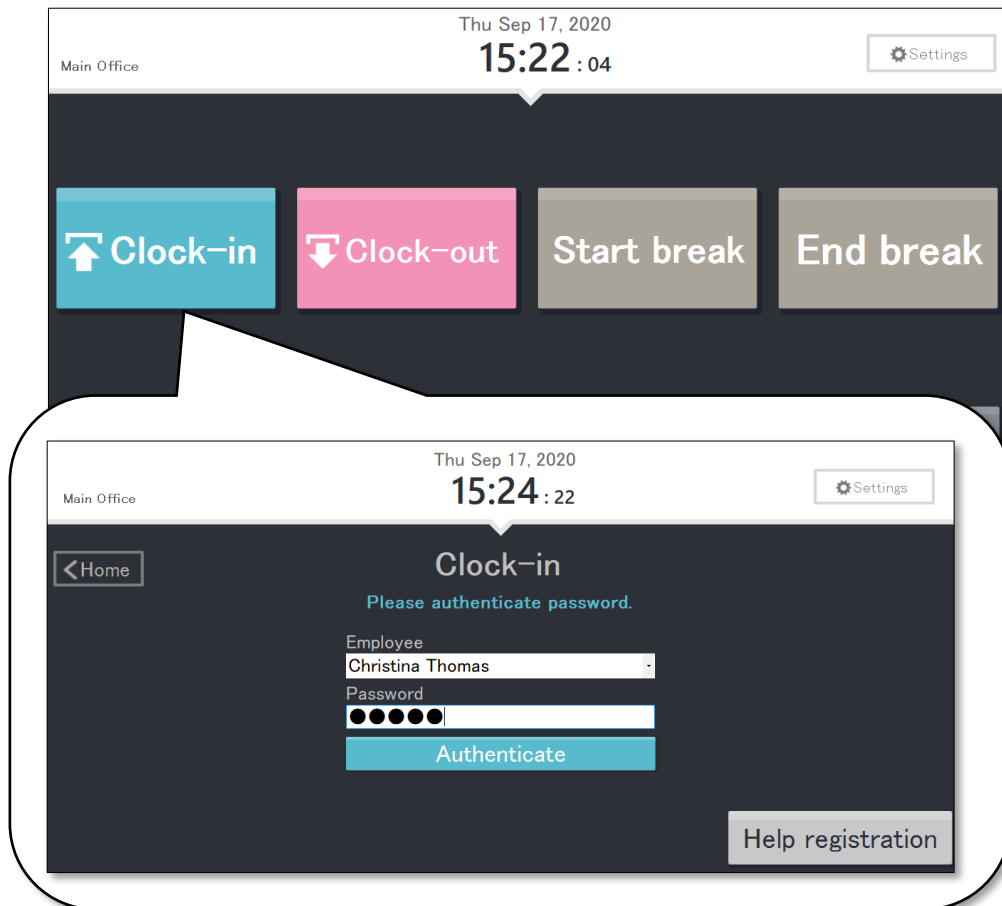 Thu Sep 17, 2020
15:22 : 04
Main Office
Settings
Clock-in
Clock-out
Start break
End break
Thu Sep 17, 2020
15:24 : 22
Main Office
Settings
Home
Clock-in
Please authenticate password.
Employee
Christina Thomas
Password
●●●●●
Authenticate
Help registration